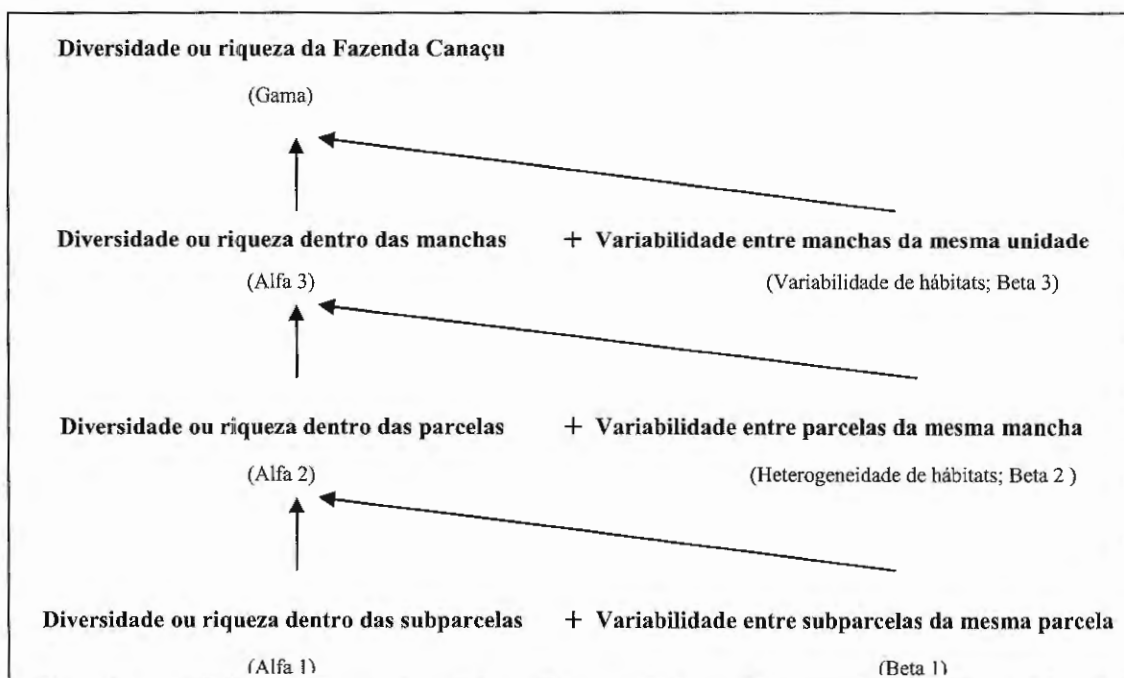 Diversidade ou riqueza da Fazenda Canaçu
(Gama)
Diversidade ou riqueza dentro das manchas + Variabilidade entre manchas da mesma unidade
(Alfa 3) (Variabilidade de hábitats; Beta 3)
Diversidade ou riqueza dentro das parcelas + Variabilidade entre parcelas da mesma mancha
(Alfa 2) (Heterogeneidade de hábitats; Beta 2 )
Diversidade ou riqueza dentro das subparcelas + Variabilidade entre subparcelas da mesma parcela
(Alfa 1) (Beta 1)